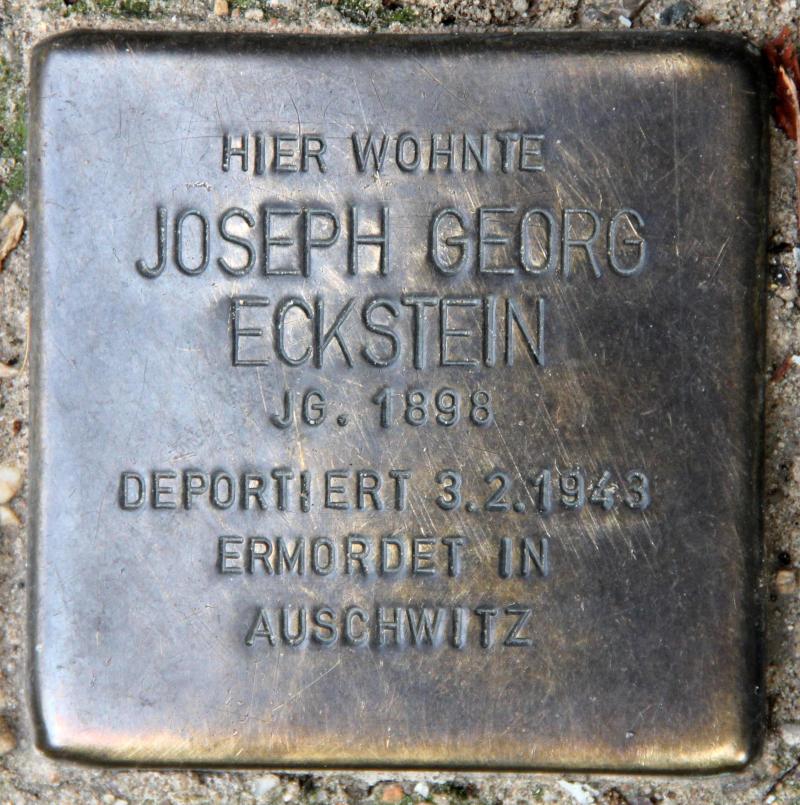 HIER WOHNTE
JOSEPH GEORG
ECKSTEIN
JG. 1898
DEPORTIERT 3.2.1943
ERMORDET IN
AUSCHWITZ